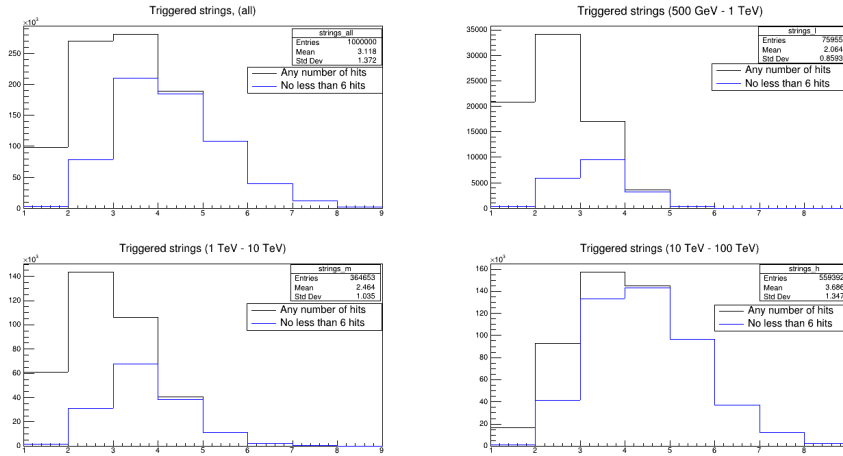 Triggered strings, (all)
×10³
strings_all
Entries 1000000
Mean 3.118
Std Dev 1.372
Any number of hits
No less than 6 hits
250
200
150
100
50
0
1 2 3 4 5 6 7 8 9
Triggered strings (500 GeV - 1 TeV)
strings_l
Entries 75955
Mean 2.064
Std Dev 0.8593
Any number of hits
No less than 6 hits
35000
30000
25000
20000
15000
10000
5000
0
1 2 3 4 5 6 7 8
Triggered strings (1 TeV - 10 TeV)
×10³
strings_m
Entries 364653
Mean 2.464
Std Dev 1.035
Any number of hits
No less than 6 hits
140
120
100
80
60
40
20
0
1 2 3 4 5 6 7 8 9
Triggered strings (10 TeV - 100 TeV)
×10³
strings_h
Entries 559392
Mean 3.686
Std Dev 1.347
Any number of hits
No less than 6 hits
160
140
120
100
80
60
40
20
0
1 2 3 4 5 6 7 8